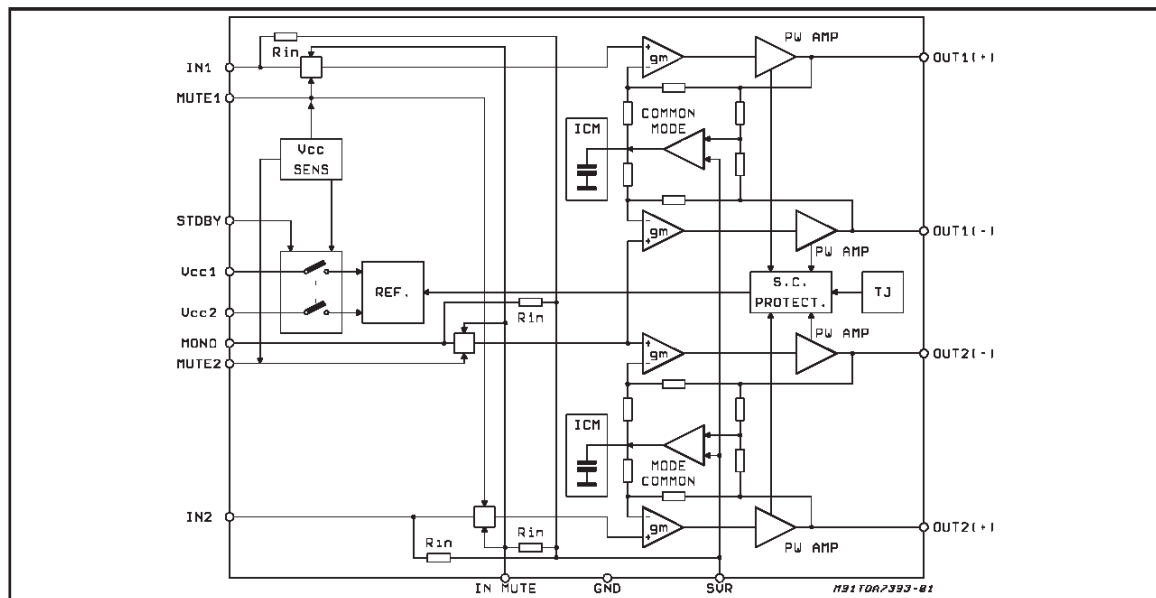 PW AMP
Rin
gm
IN1
OUT1(+)
MUTE1
COMMON
MODE
ICM
Vcc
SENS
STDBY
gm
OUT1(-)
PW AMP
Vcc1
REF.
S.C.
PROTECT.
TJ
Rin
Vcc2
PW AMP
MONO
gm
OUT2(-)
MUTE2
ICM
MODE
COMMON
IN2
Rin
Rin
gm
OUT2(+)
PW AMP
IN MUTE
GND
SVR
M91TDA7393-01